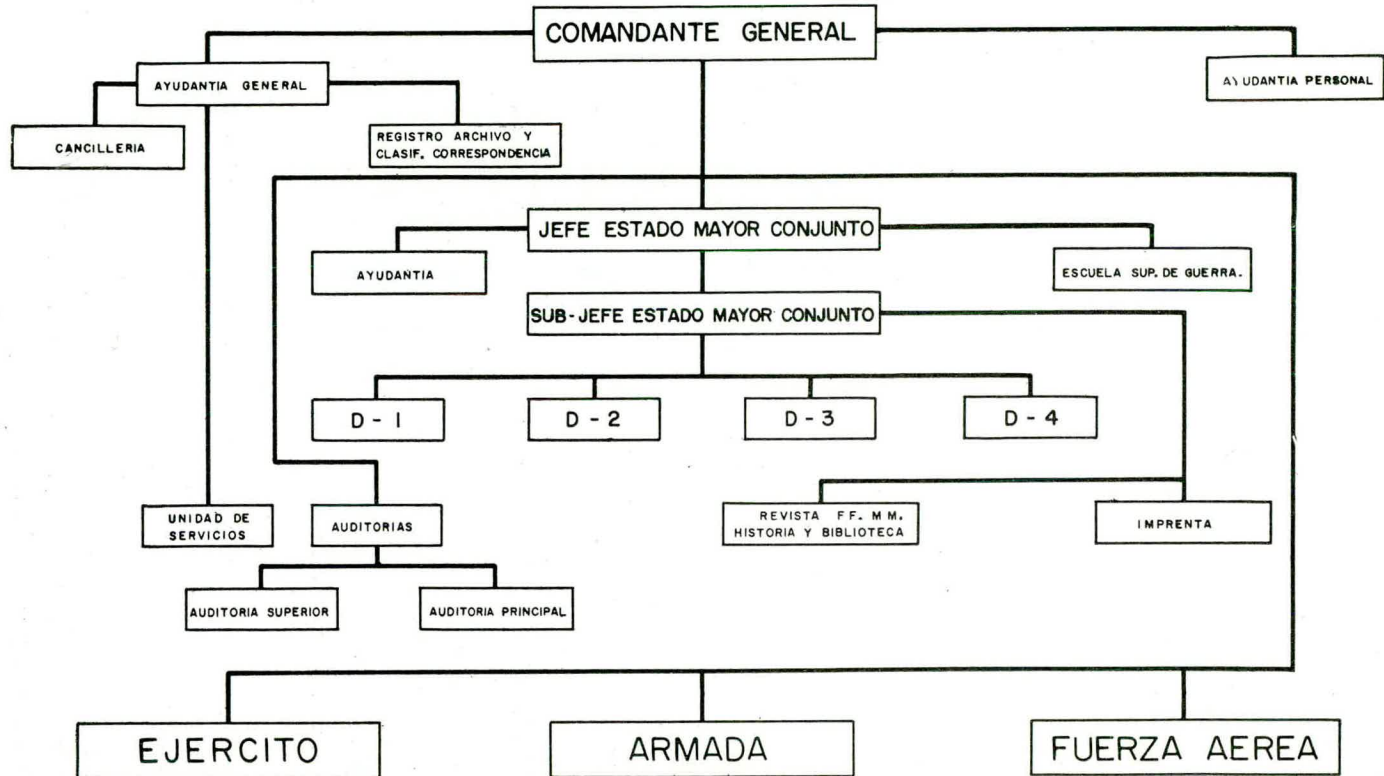 COMANDANTE GENERAL
AYUDANTIA GENERAL
AYUDANTIA PERSONAL
CANCILLERIA
REGISTRO ARCHIVO Y
CLASIF. CORRESPONDENCIA
JEFE ESTADO MAYOR CONJUNTO
AYUDANTIA
ESCUELA SUP. DE GUERRA.
SUB-JEFE ESTADO MAYOR CONJUNTO
D - 1
D - 2
D - 3
D - 4
UNIDAD DE
SERVICIOS
AUDITORIAS
REVISTA FF. MM.
HISTORIA Y BIBLIOTECA
IMPRENTA
AUDITORIA SUPERIOR
AUDITORIA PRINCIPAL
EJERCITO
ARMADA
FUERZA AEREA